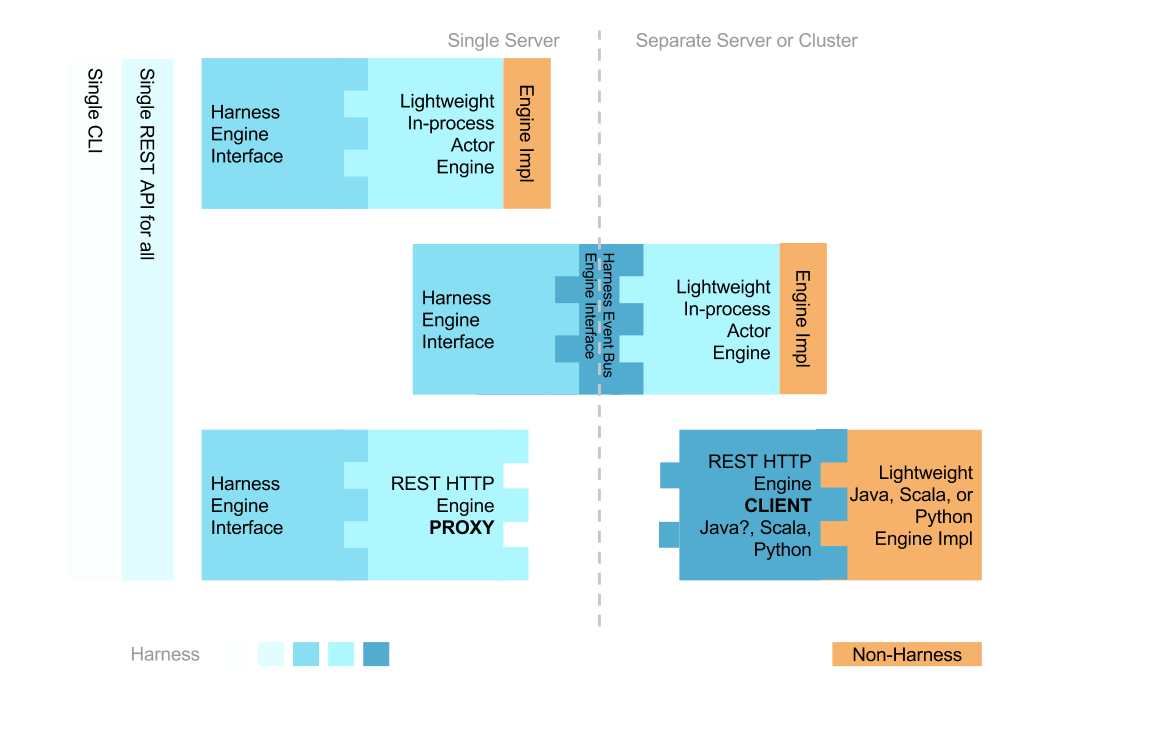 Single Server
Separate Server or Cluster
Single CLI
Single REST API for all
Harness
Engine
Interface
Lightweight
In-process
Actor
Engine
Engine Impl
Harness
Engine
Interface
Harness Event Bus
Engine Interface
Lightweight
In-process
Actor
Engine
Engine Impl
Harness
Engine
Interface
REST HTTP
Engine
PROXY
REST HTTP
Engine
CLIENT
Java?, Scala,
Python
Lightweight
Java, Scala, or
Python
Engine Impl
Harness
Non-Harness